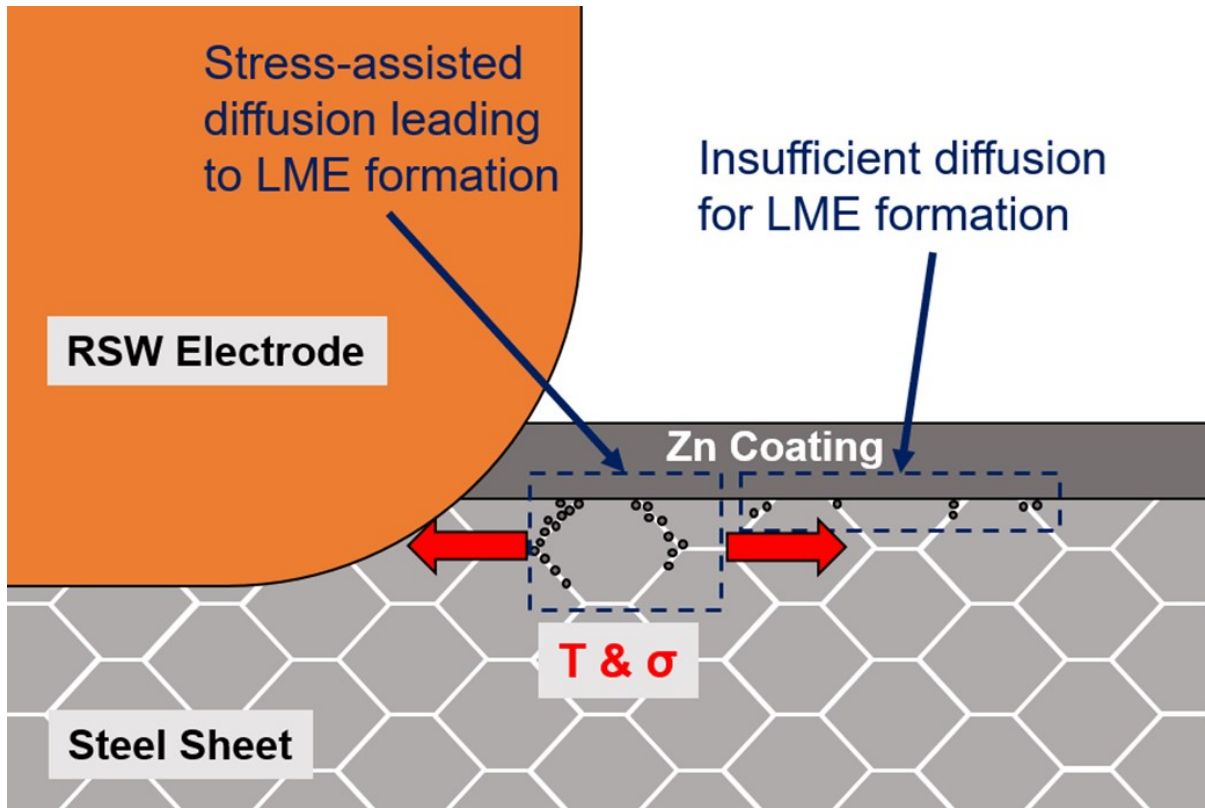 Stress-assisted
diffusion leading
to LME formation
Insufficient diffusion
for LME formation
RSW Electrode
Zn Coating
T & σ
Steel Sheet